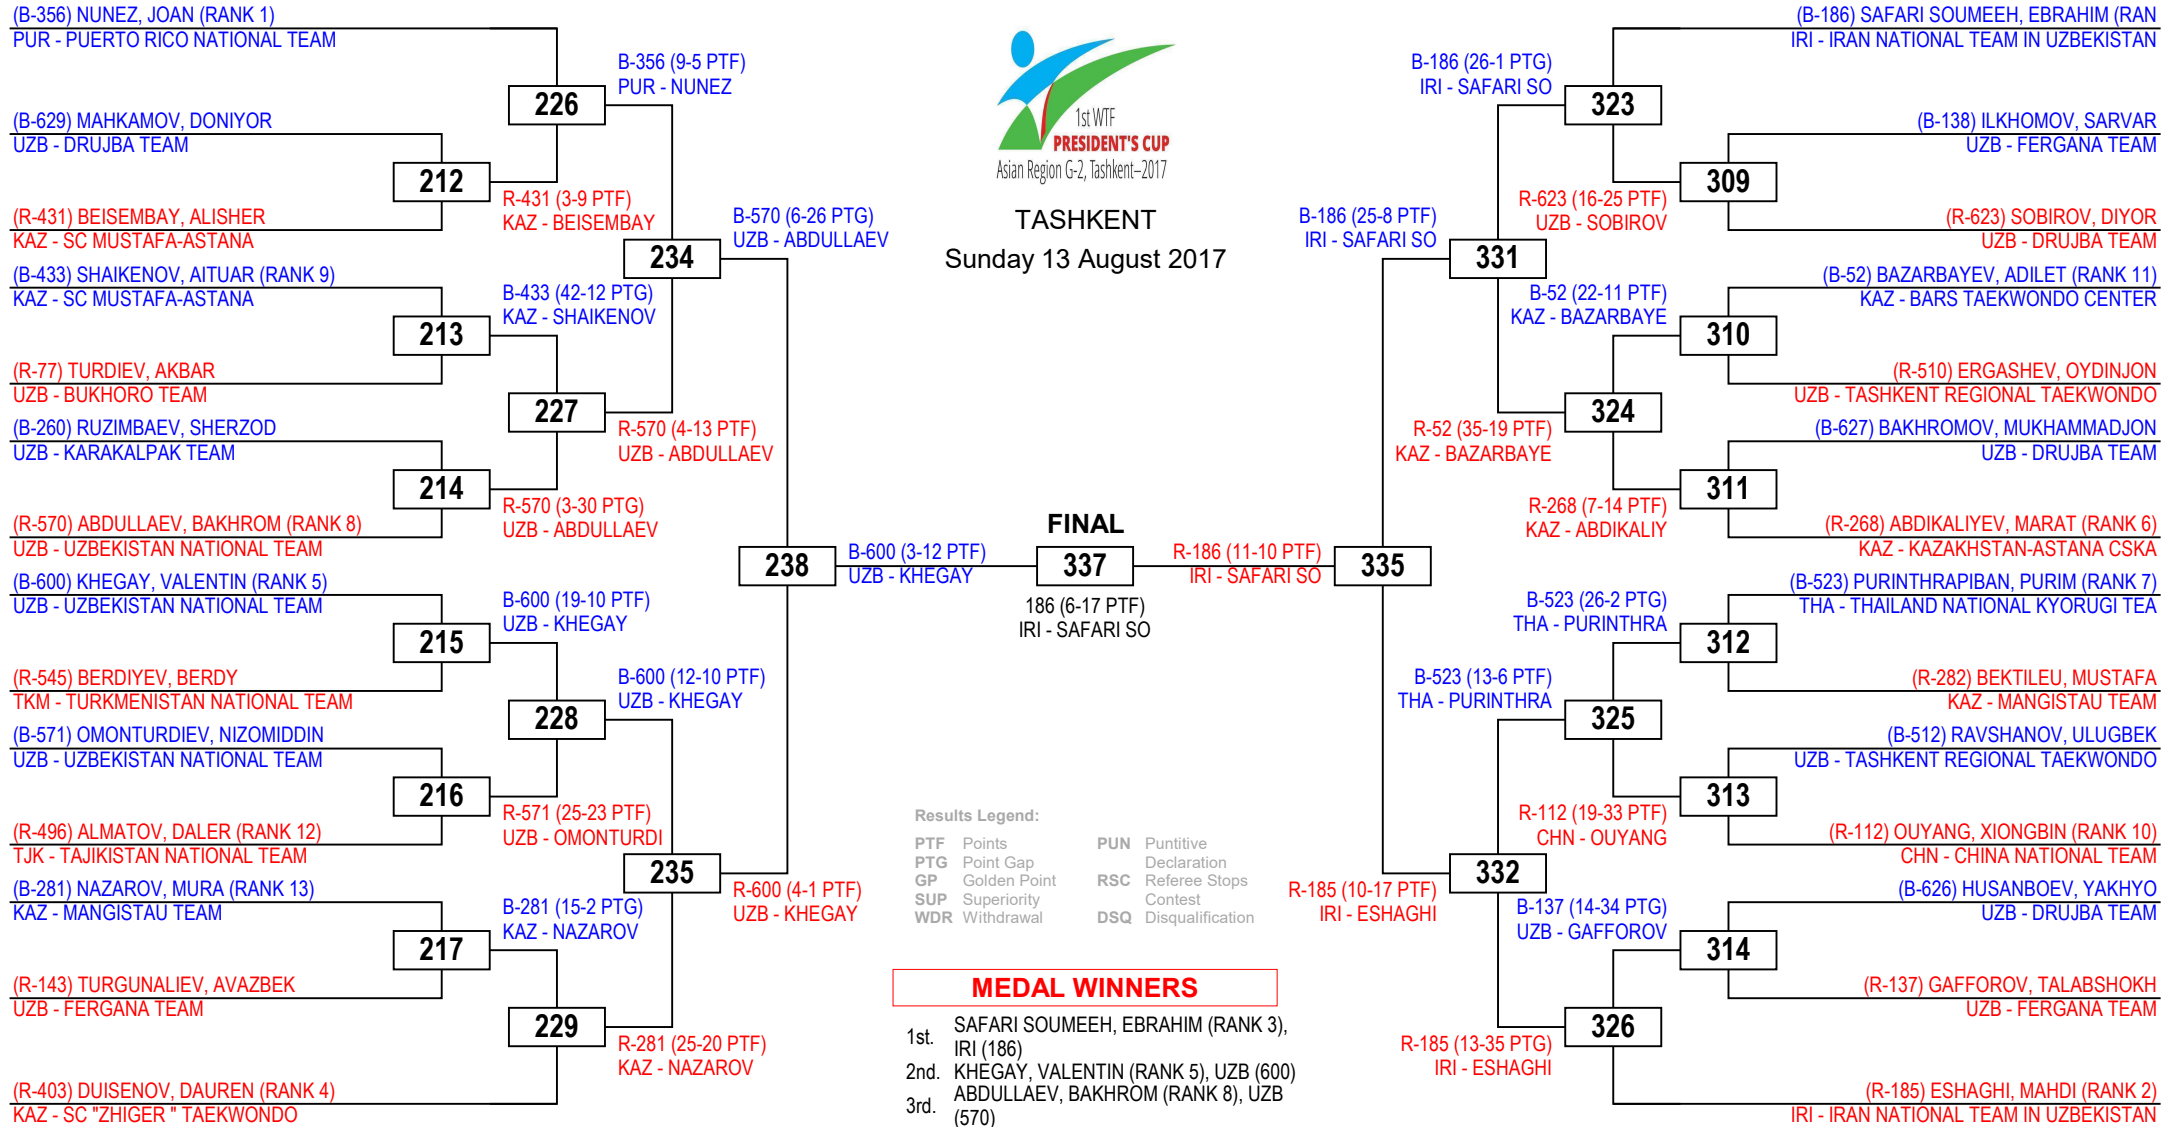 (B-356) NUNEZ, JOAN (RANK 1)
PUR - PUERTO RICO NATIONAL TEAM
(B-629) MAHKAMOV, DONIYOR
UZB - DRUJBA TEAM
(R-431) BEISEMBAY, ALISHER
KAZ - SC MUSTAFA-ASTANA
(B-433) SHAIKENOV, AITUAR (RANK 9)
KAZ - SC MUSTAFA-ASTANA
(R-77) TURDIEV, AKBAR
UZB - BUKHORO TEAM
(B-260) RUZIMBAEV, SHERZOD
UZB - KARAKALPAK TEAM
(R-570) ABDULLAEV, BAKHROM (RANK 8)
UZB - UZBEKISTAN NATIONAL TEAM
(B-600) KHEGAY, VALENTIN (RANK 5)
UZB - UZBEKISTAN NATIONAL TEAM
(R-545) BERDIYEV, BERDY
TKM - TURKMENISTAN NATIONAL TEAM
(B-571) OMONTURDIEV, NIZOMIDDIN
UZB - UZBEKISTAN NATIONAL TEAM
(R-496) ALMATOV, DALER (RANK 12)
TJK - TAJIKISTAN NATIONAL TEAM
(B-281) NAZAROV, MURA (RANK 13)
KAZ - MANGISTAU TEAM
(R-143) TURGUNALIEV, AVAZBEK
UZB - FERGANA TEAM
(R-403) DUISENOV, DAUREN (RANK 4)
KAZ - SC "ZHIGER " TAEKWONDO
212
213
214
215
216
217
R-431 (3-9 PTF)
KAZ - BEISEMBAY
B-433 (42-12 PTG)
KAZ - SHAIKENOV
R-570 (3-30 PTG)
UZB - ABDULLAEV
B-600 (19-10 PTF)
UZB - KHEGAY
R-571 (25-23 PTF)
UZB - OMONTURDI
B-281 (15-2 PTG)
KAZ - NAZAROV
226
227
228
229
B-356 (9-5 PTF)
PUR - NUNEZ
R-570 (4-13 PTF)
UZB - ABDULLAEV
B-600 (12-10 PTF)
UZB - KHEGAY
R-281 (25-20 PTF)
KAZ - NAZAROV
234
235
B-570 (6-26 PTG)
UZB - ABDULLAEV
R-600 (4-1 PTF)
UZB - KHEGAY
238
B-600 (3-12 PTF)
UZB - KHEGAY
1st WTF
PRESIDENT'S CUP
Asian Region G-2, Tashkent–2017
TASHKENT
Sunday 13 August 2017
FINAL
337
186 (6-17 PTF)
IRI - SAFARI SO
Results Legend:
PTF Points
PTG Point Gap
GP Golden Point
SUP Superiority
WDR Withdrawal
PUN Puntitive
Declaration
RSC Referee Stops
Contest
DSQ Disqualification
MEDAL WINNERS
1st. SAFARI SOUMEEH, EBRAHIM (RANK 3),
IRI (186)
2nd. KHEGAY, VALENTIN (RANK 5), UZB (600)
3rd. ABDULLAEV, BAKHROM (RANK 8), UZB
(570)
R-186 (11-10 PTF)
IRI - SAFARI SO
335
B-186 (25-8 PTF)
IRI - SAFARI SO
R-185 (10-17 PTF)
IRI - ESHAGHI
331
332
B-186 (26-1 PTG)
IRI - SAFARI SO
R-52 (35-19 PTF)
KAZ - BAZARBAYE
B-523 (13-6 PTF)
THA - PURINTHRA
R-185 (13-35 PTG)
IRI - ESHAGHI
323
324
325
326
R-623 (16-25 PTF)
UZB - SOBIROV
B-52 (22-11 PTF)
KAZ - BAZARBAYE
R-268 (7-14 PTF)
KAZ - ABDIKALIY
B-523 (26-2 PTG)
THA - PURINTHRA
R-112 (19-33 PTF)
CHN - OUYANG
B-137 (14-34 PTG)
UZB - GAFFOROV
309
310
311
312
313
314
(B-186) SAFARI SOUMEEH, EBRAHIM (RAN
IRI - IRAN NATIONAL TEAM IN UZBEKISTAN
(B-138) ILKHOMOV, SARVAR
UZB - FERGANA TEAM
(R-623) SOBIROV, DIYOR
UZB - DRUJBA TEAM
(B-52) BAZARBAYEV, ADILET (RANK 11)
KAZ - BARS TAEKWONDO CENTER
(R-510) ERGASHEV, OYDINJON
UZB - TASHKENT REGIONAL TAEKWONDO
(B-627) BAKHROMOV, MUKHAMMADJON
UZB - DRUJBA TEAM
(R-268) ABDIKALIYEV, MARAT (RANK 6)
KAZ - KAZAKHSTAN-ASTANA CSKA
(B-523) PURINTHRAPIBAN, PURIM (RANK 7)
THA - THAILAND NATIONAL KYORUGI TEA
(R-282) BEKTILEU, MUSTAFA
KAZ - MANGISTAU TEAM
(B-512) RAVSHANOV, ULUGBEK
UZB - TASHKENT REGIONAL TAEKWONDO
(R-112) OUYANG, XIONGBIN (RANK 10)
CHN - CHINA NATIONAL TEAM
(B-626) HUSANBOEV, YAKHYO
UZB - DRUJBA TEAM
(R-137) GAFFOROV, TALABSHOKH
UZB - FERGANA TEAM
(R-185) ESHAGHI, MAHDI (RANK 2)
IRI - IRAN NATIONAL TEAM IN UZBEKISTAN